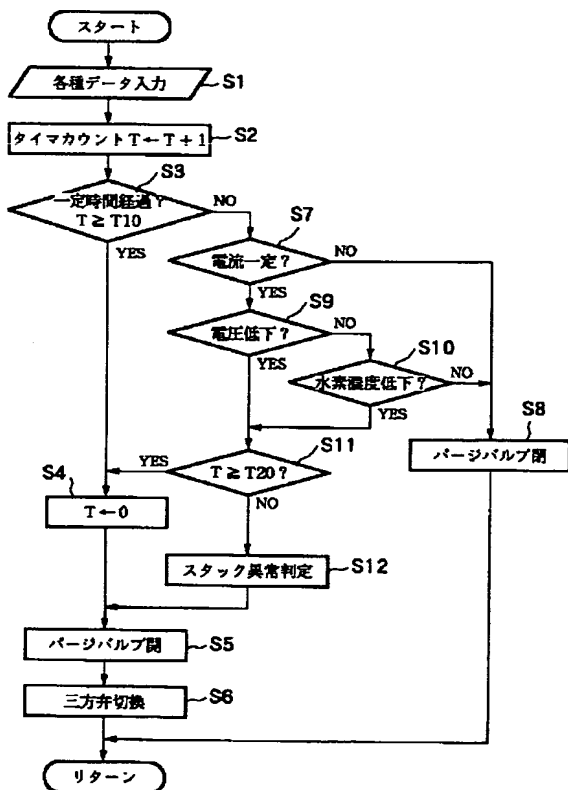 スタート
各種データ入力
S1
タイマカウントT←T+1
S2
S3
一定時間経過?
T≧T10
NO
YES
S7
電流一定?
NO
YES
S9
電圧低下?
NO
YES
S10
水素濃度低下?
NO
YES
S8
パージバルブ閉
S11
T≧T20?
YES
NO
S4
T←0
S12
スタック異常判定
S5
パージバルブ閉
S6
三方弁切換
リターン